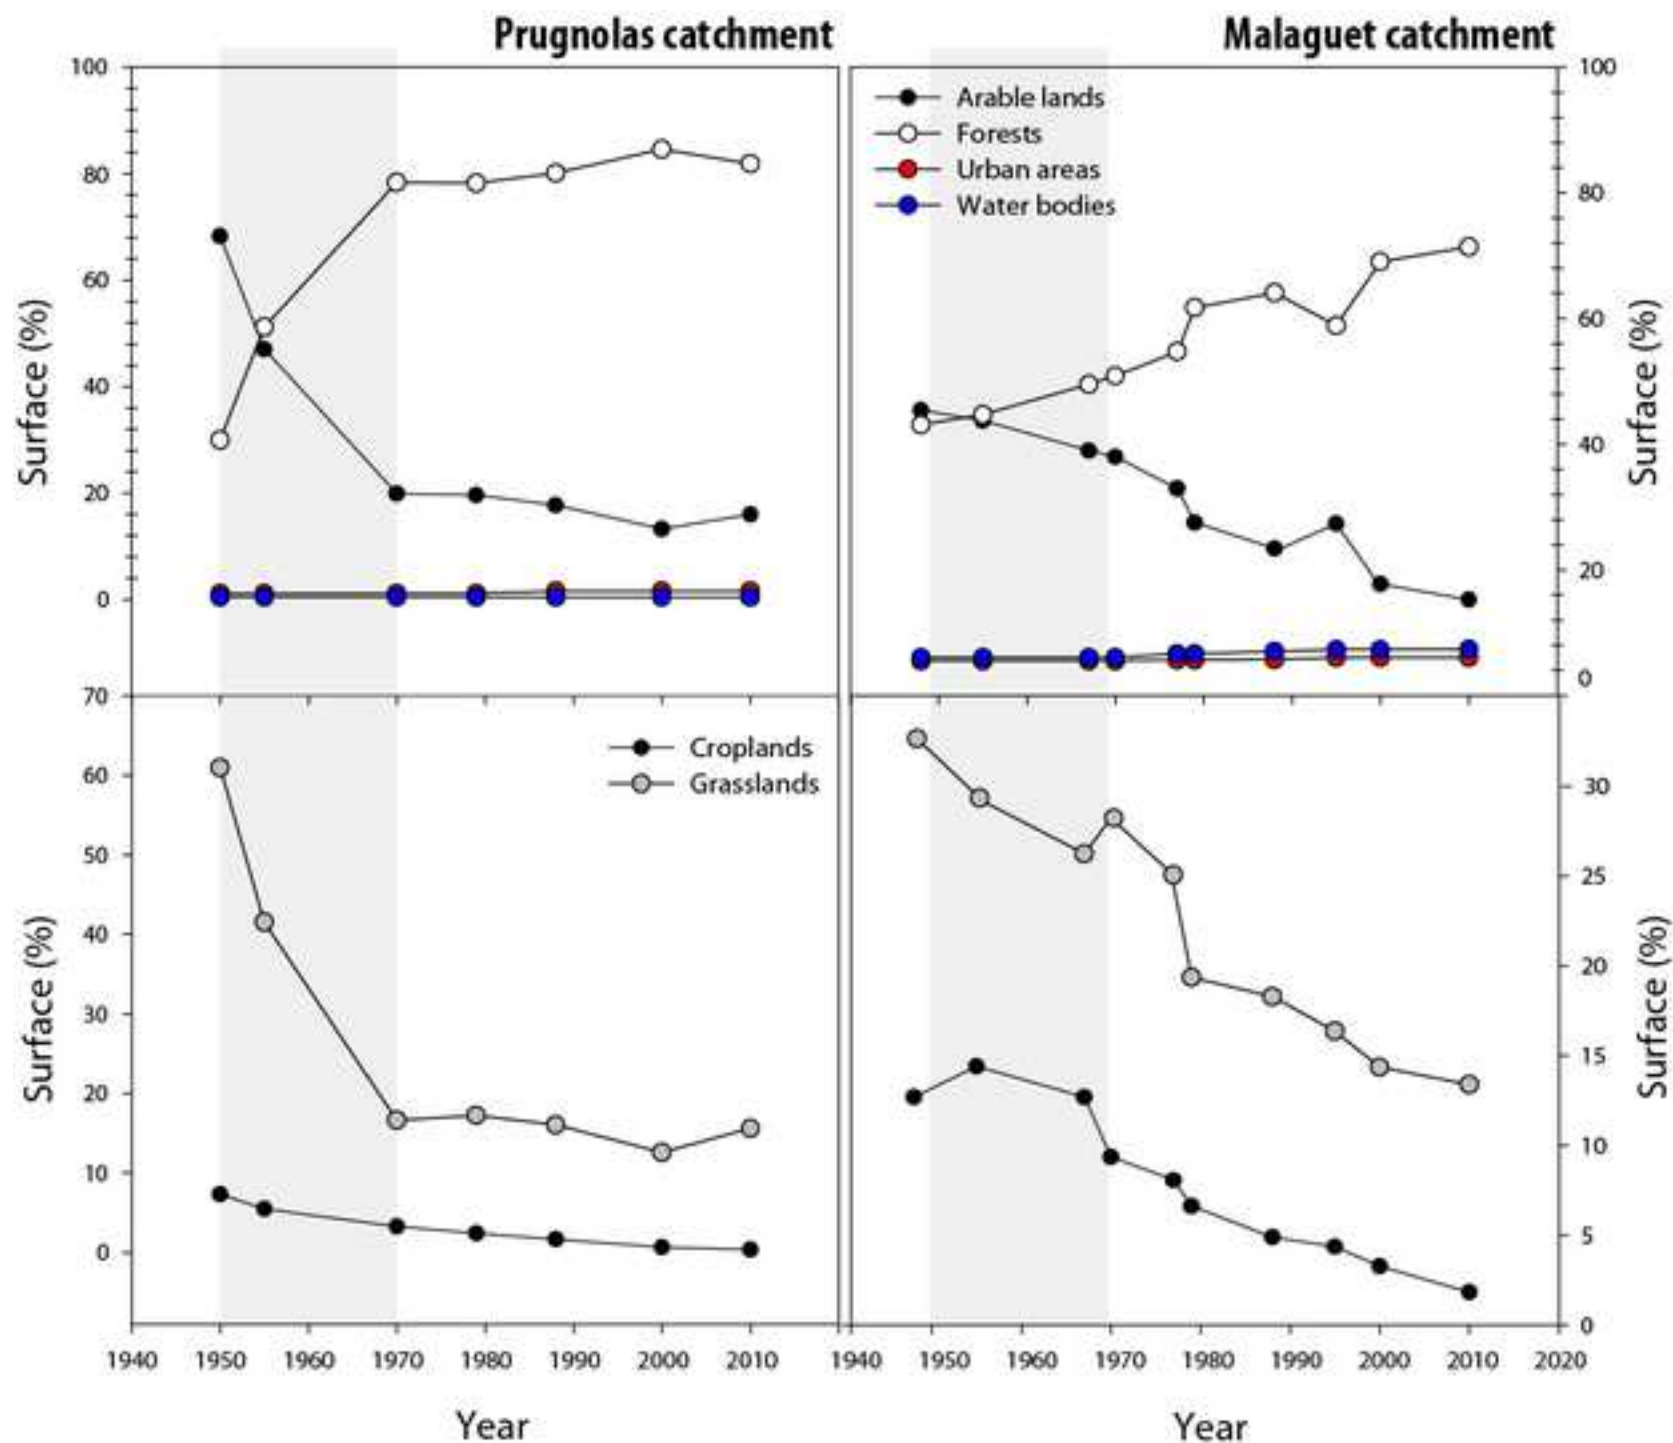 Prugnolas catchment
Malaguet catchment
100
80
60
40
20
0
Surface (%)
Arable lands
Forests
Urban areas
Water bodies
100
80
60
40
20
0
Surface (%)
70
60
50
40
30
20
10
0
Surface (%)
Croplands
Grasslands
30
25
20
15
10
5
0
Surface (%)
1940 1950 1960 1970 1980 1990 2000 2010
1940 1950 1960 1970 1980 1990 2000 2010 2020
Year
Year